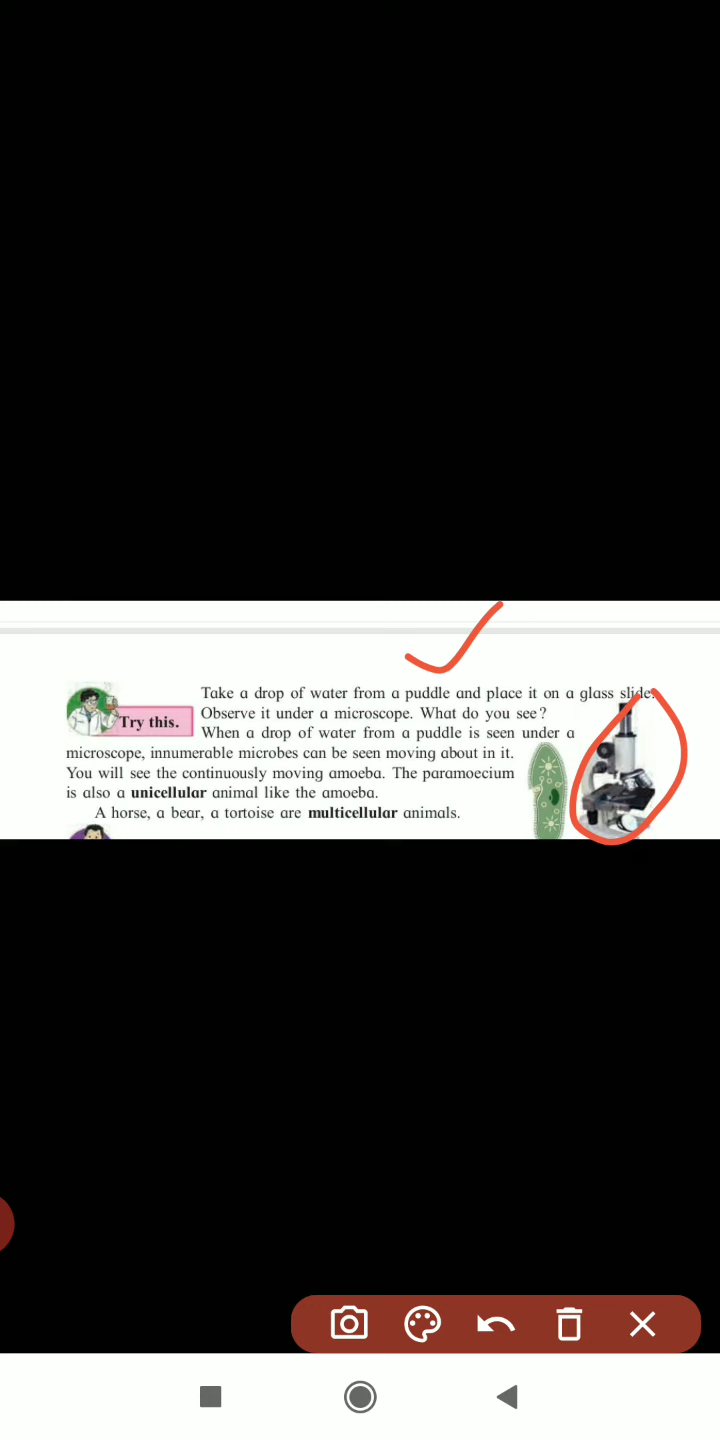 Take a drop of water from a puddle and place it on a glass slide.
Try this.
Observe it under a microscope. What do you see?
When a drop of water from a puddle is seen under a
microscope, innumerable microbes can be seen moving about in it.
You will see the continuously moving amoeba. The paramoecium
is also a unicellular animal like the amoeba.
A horse, a bear, a tortoise are multicellular animals.